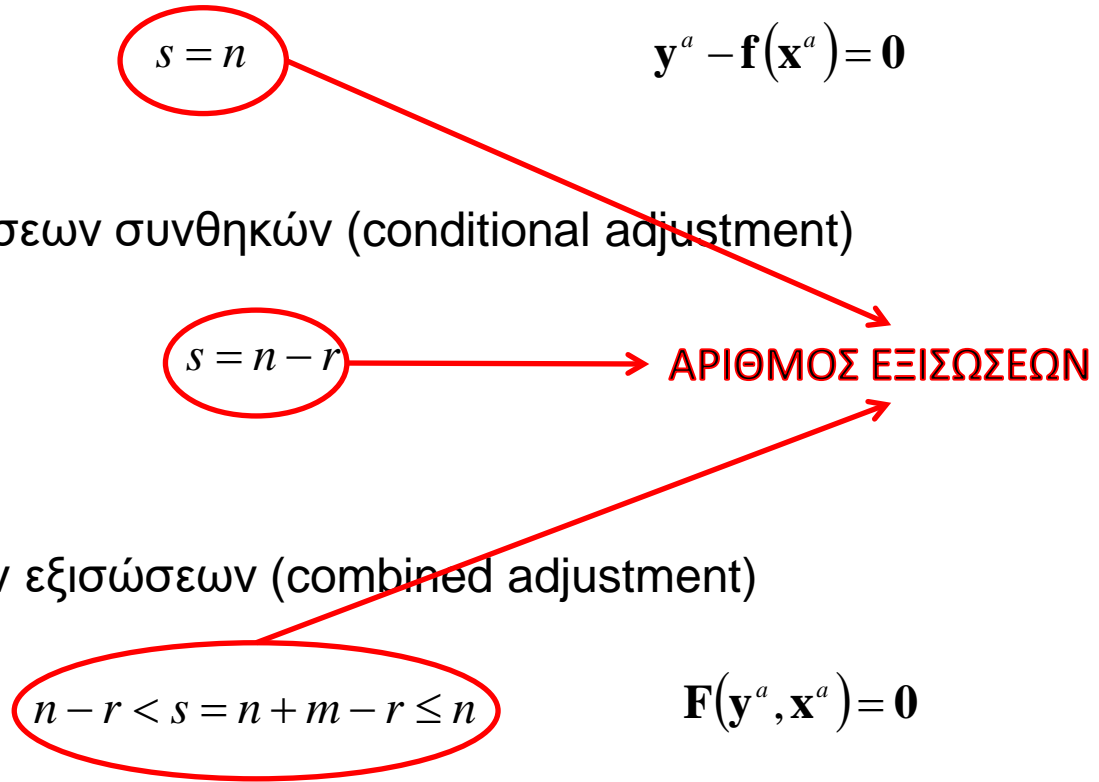 s = n    y^a − f(x^a) = 0
σεων συνθηκών (conditional adjustment)
s = n − r    ΑΡΙΘΜΟΣ ΕΞΙΣΩΣΕΩΝ
ν εξισώσεων (combined adjustment)
n − r < s = n + m − r ≤ n    F(y^a, x^a) = 0